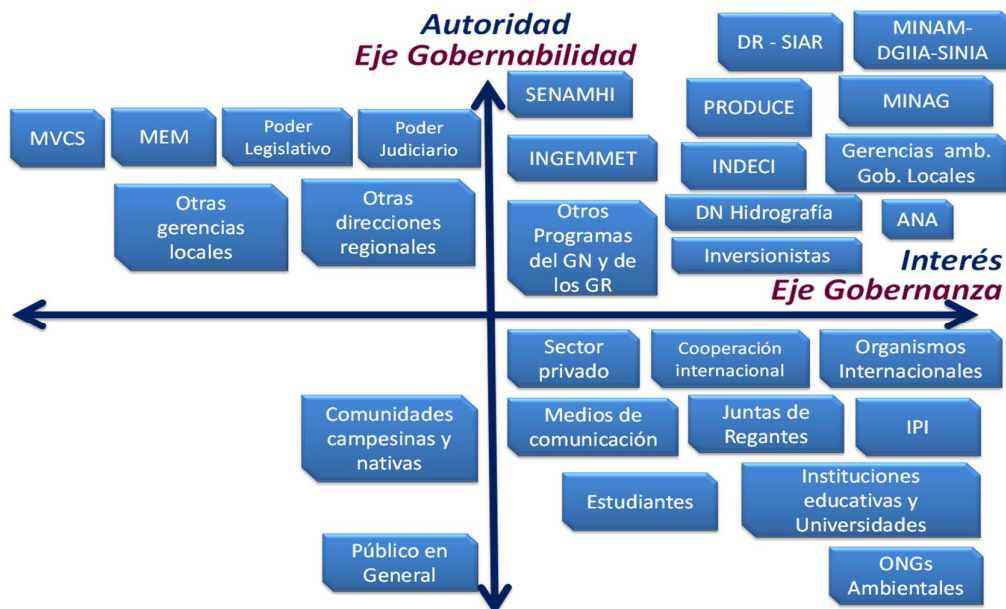 Autoridad
Eje Gobernabilidad
DR - SIAR
MINAM-
DGIIA-SINIA
SENAMHI
PRODUCE
MINAG
MVCS
MEM
Poder
Legislativo
Poder
Judiciario
INGEMMET
INDECI
Gerencias amb.
Gob. Locales
Otras
gerencias
locales
Otras
direcciones
regionales
Otros
Programas
del GN y de
los GR
DN Hidrografía
ANA
Inversionistas
Interés
Eje Gobernanza
Sector
privado
Cooperación
internacional
Organismos
Internacionales
Comunidades
campesinas y
nativas
Medios de
comunicación
Juntas de
Regantes
IPI
Estudiantes
Instituciones
educativas y
Universidades
Público en
General
ONGs
Ambientales